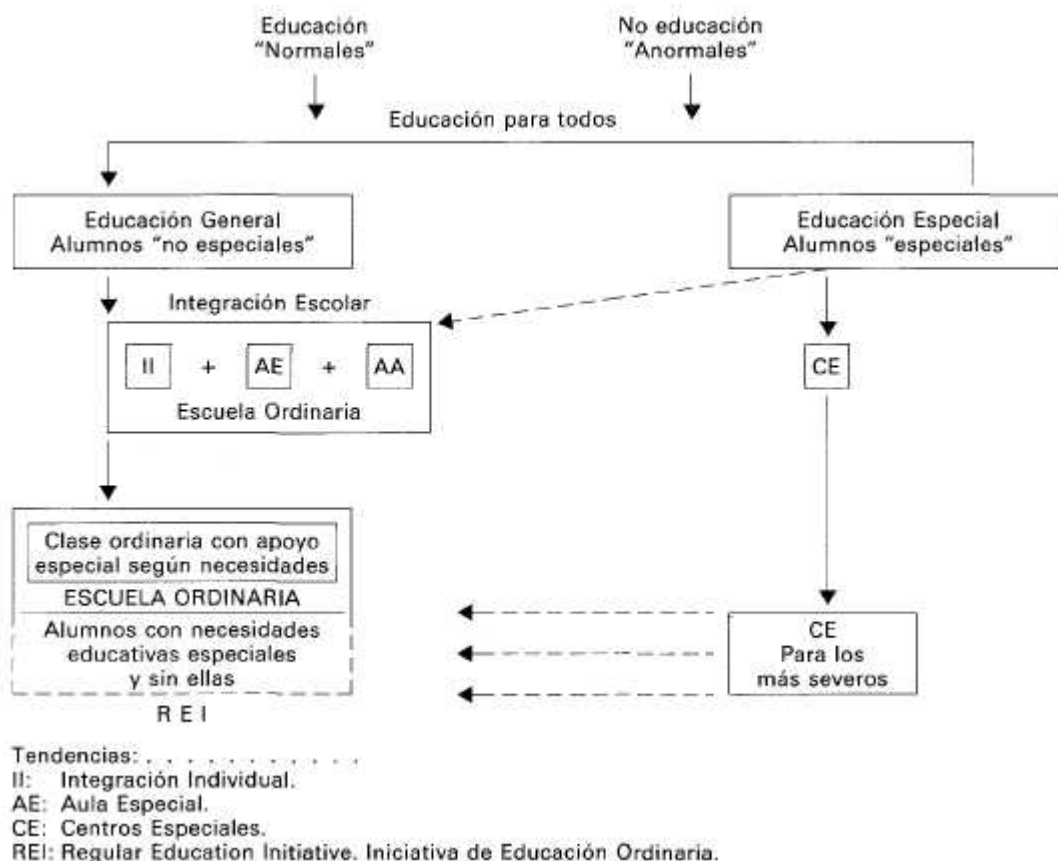 Educación
"Normales"
No educación
"Anormales"
Educación para todos
Educación General
Alumnos "no especiales"
Educación Especial
Alumnos "especiales"
Integración Escolar
II + AE + AA
Escuela Ordinaria
CE
Clase ordinaria con apoyo
especial según necesidades
ESCUELA ORDINARIA
Alumnos con necesidades
educativas especiales
y sin ellas
R E I
CE
Para los
más severos
Tendencias: . . . . . . . . . . .
II: Integración Individual.
AE: Aula Especial.
CE: Centros Especiales.
REI: Regular Education Initiative. Iniciativa de Educación Ordinaria.